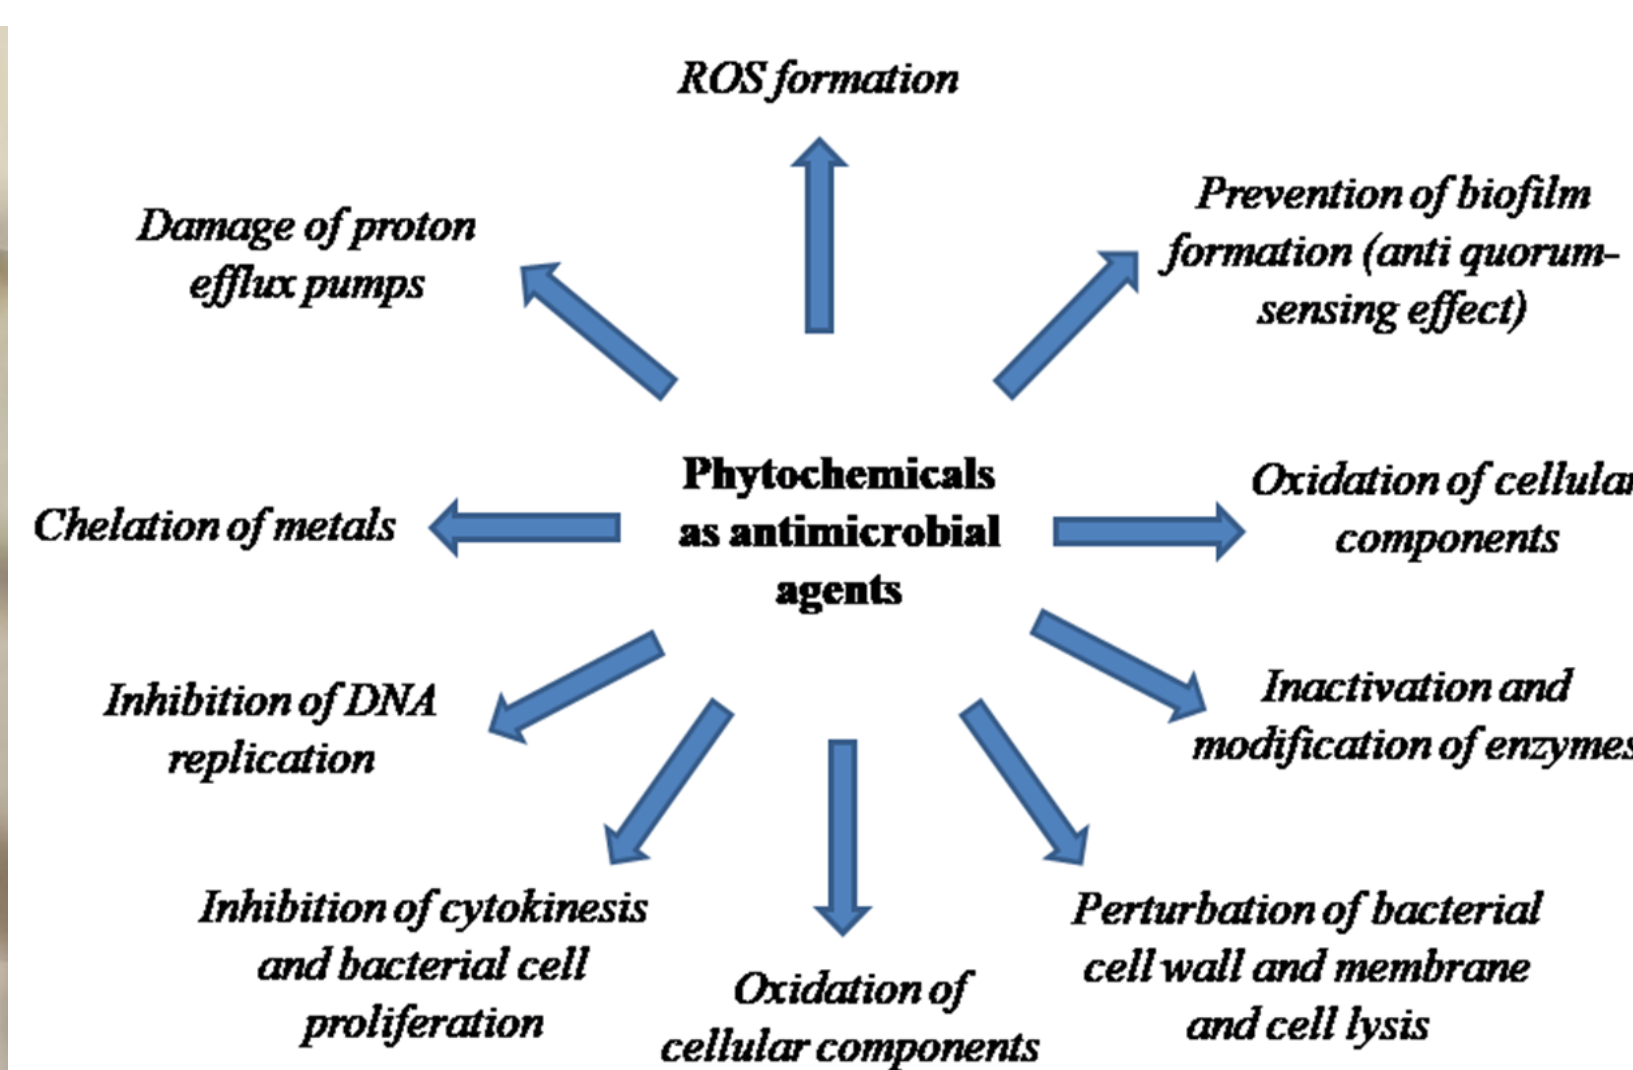 ROS formation
Prevention of biofilm
formation (anti quorum-
sensing effect)
Damage of proton
efflux pumps
Phytochemicals
as antimicrobial
agents
Oxidation of cellular
components
Chelation of metals
Inactivation and
modification of enzymes
Inhibition of DNA
replication
Perturbation of bacterial
cell wall and membrane
and cell lysis
Inhibition of cytokinesis
and bacterial cell
proliferation
Oxidation of
cellular components